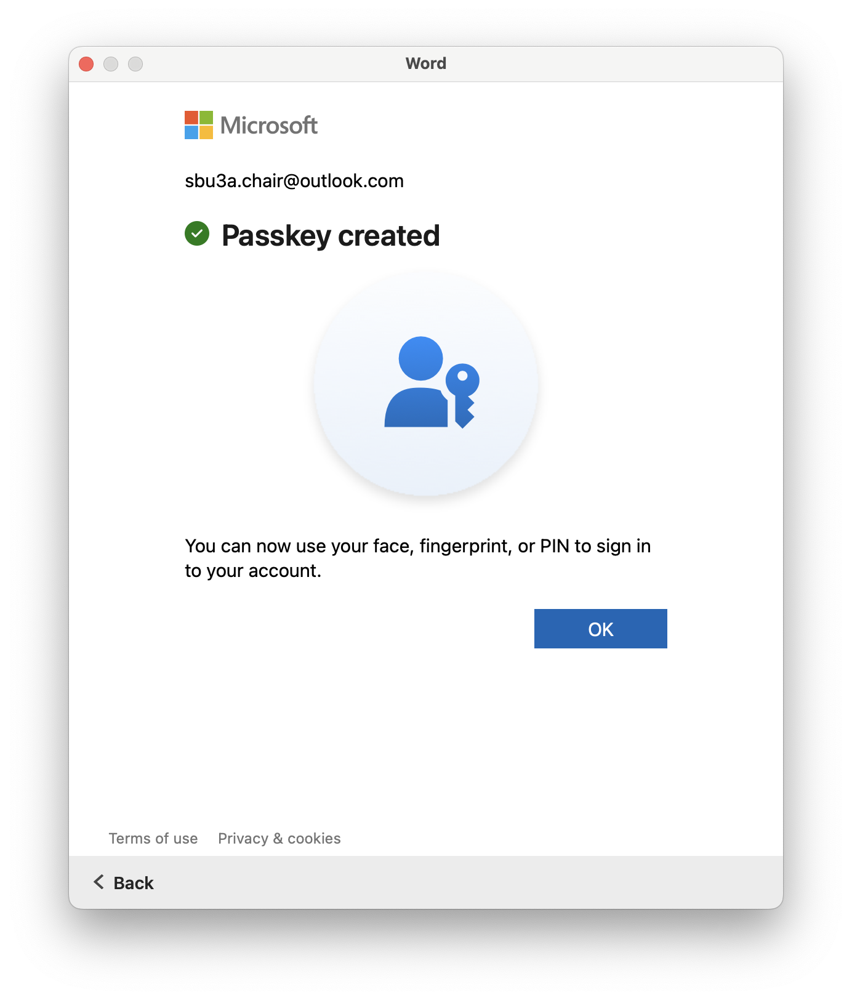 Word
Microsoft
sbu3a.chair@outlook.com
Passkey created
You can now use your face, fingerprint, or PIN to sign in
to your account.
OK
Terms of use Privacy & cookies
Back